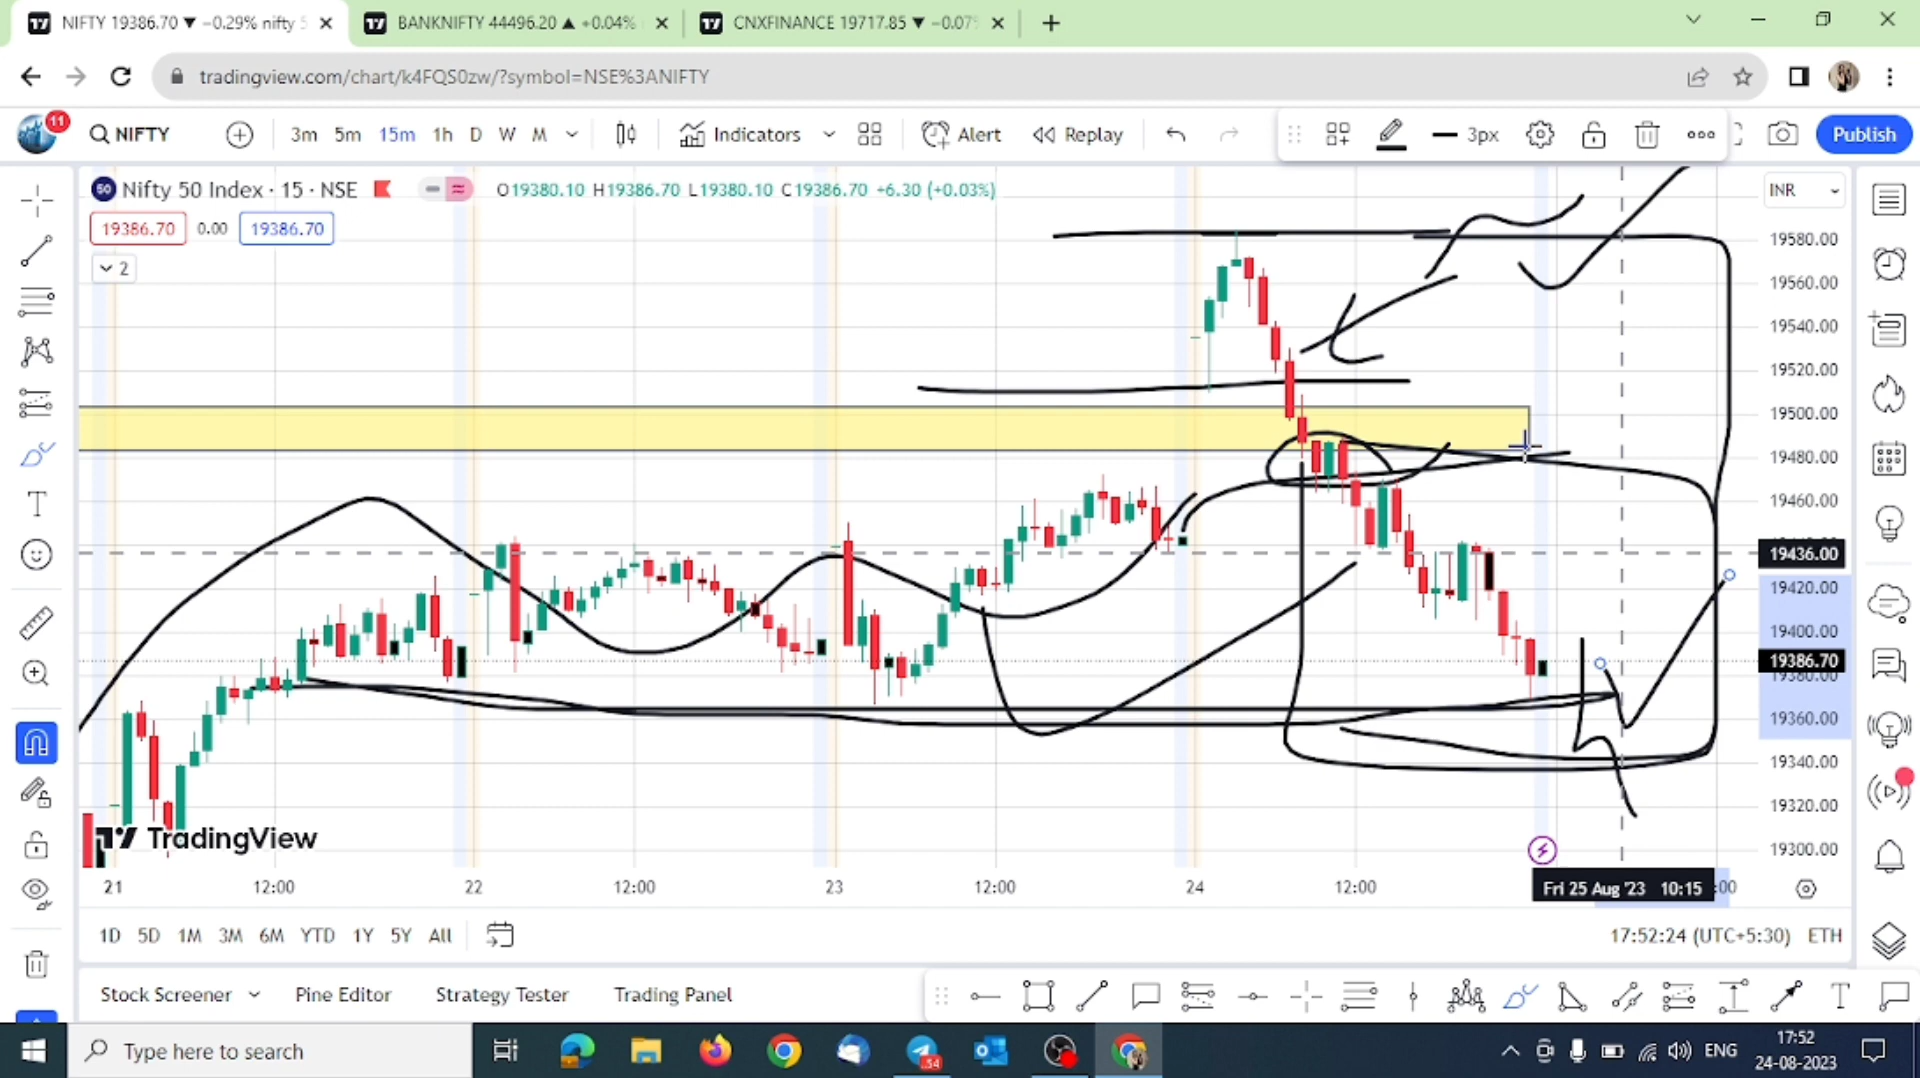 NIFTY 19386.70 ▼ −0.29% nifty 5
BANKNIFTY 44496.20 ▲ +0.04%
CNXFINANCE 19717.85 ▼ −0.07
tradingview.com/chart/k4FQS0zw/?symbol=NSE%3ANIFTY
11
NIFTY
3m 5m 15m 1h D W M
Indicators
Alert
Replay
3px
Publish
50 Nifty 50 Index · 15 · NSE
O19380.10 H19386.70 L19380.10 C19386.70 +6.30 (+0.03%)
INR
19386.70 0.00 19386.70
2
19580.00
19560.00
19540.00
19520.00
19500.00
19480.00
19460.00
19436.00
19420.00
19400.00
19386.70
19380.00
19360.00
19340.00
19320.00
19300.00
TradingView
21 12:00 22 12:00 23 12:00 24 12:00 Fri 25 Aug '23 10:15 :00
1D 5D 1M 3M 6M YTD 1Y 5Y All
17:52:24 (UTC+5:30) ETH
Stock Screener Pine Editor Strategy Tester Trading Panel
Type here to search
ENG
17:52
24-08-2023